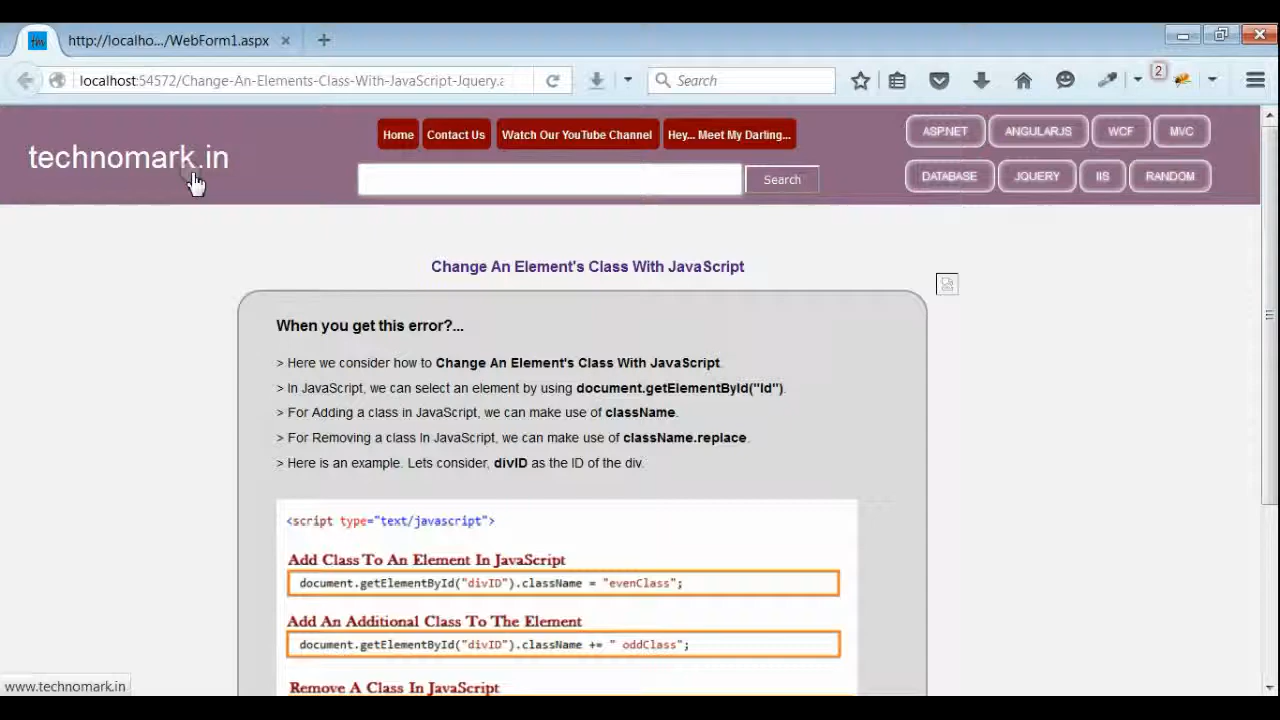 http://localho.../WebForm1.aspx
localhost:54572/Change-An-Elements-Class-With-JavaScript-Jquery.a
Search
2
technomark.in
Home
Contact Us
Watch Our YouTube Channel
Hey... Meet My Darling...
ASP.NET
ANGULARJS
WCF
MVC
Search
DATABASE
JQUERY
IIS
RANDOM
Change An Element's Class With JavaScript
When you get this error?...
> Here we consider how to Change An Element's Class With JavaScript.
> In JavaScript, we can select an element by using document.getElementById("Id").
> For Adding a class in JavaScript, we can make use of className.
> For Removing a class In JavaScript, we can make use of className.replace.
> Here is an example. Lets consider, divID as the ID of the div.
<script type="text/javascript">
Add Class To An Element In JavaScript
document.getElementById("divID").className = "evenClass";
Add An Additional Class To The Element
document.getElementById("divID").className += " oddClass";
Remove A Class In JavaScript
www.technomark.in